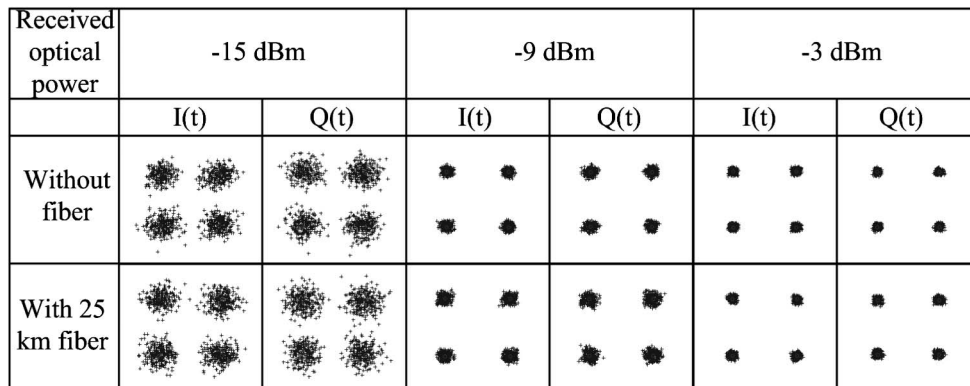 Received
optical
power
-15 dBm
-9 dBm
-3 dBm
I(t)
Q(t)
I(t)
Q(t)
I(t)
Q(t)
Without
fiber
With 25
km fiber